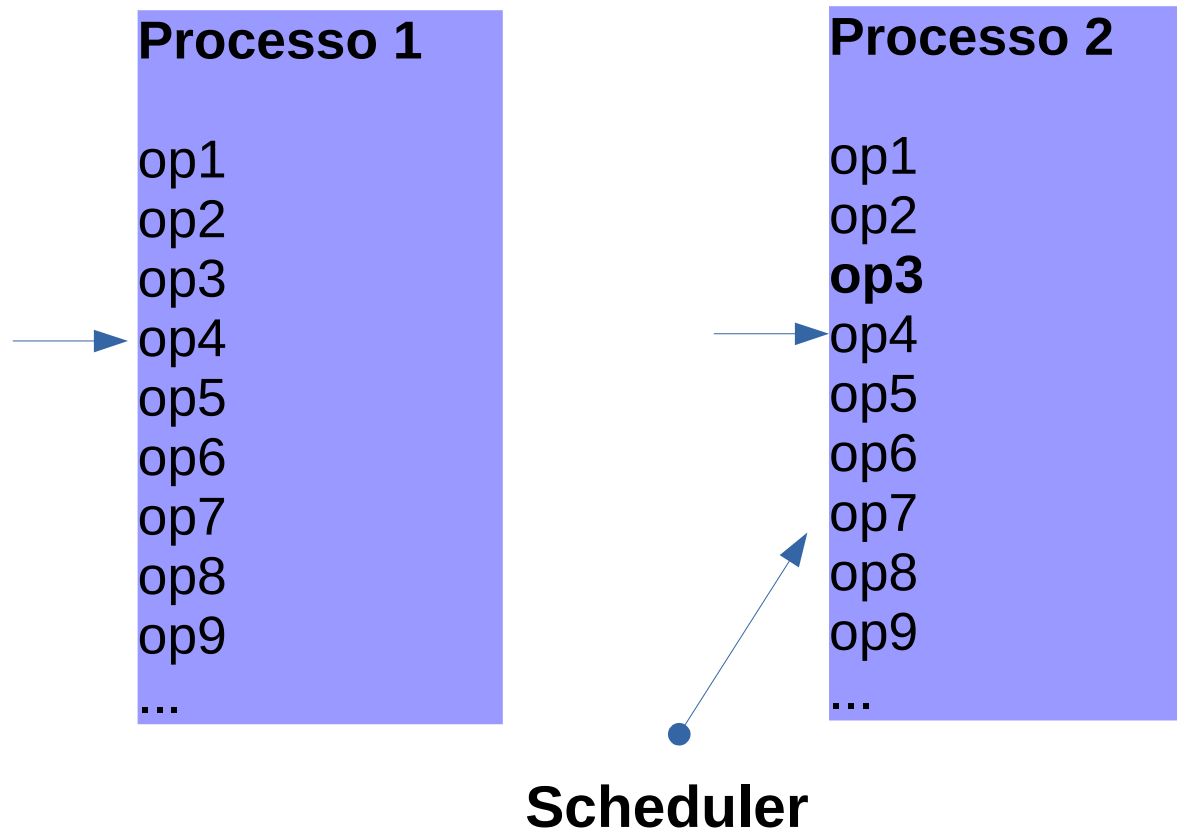 Processo 1
op1
op2
op3
op4
op5
op6
op7
op8
op9
...
Processo 2
op1
op2
op3
op4
op5
op6
op7
op8
op9
...
Scheduler